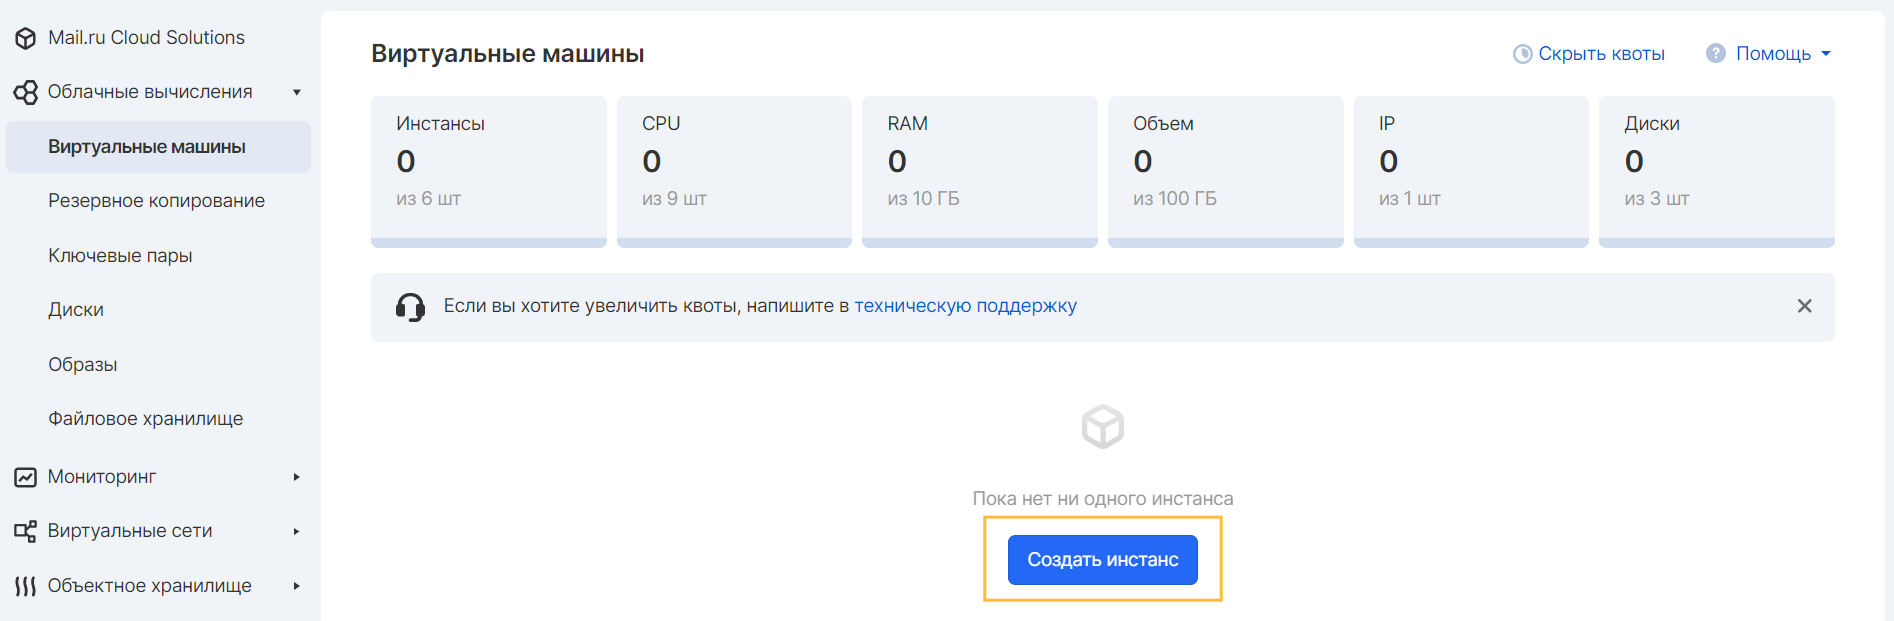 Mail.ru Cloud Solutions
Облачные вычисления
Виртуальные машины
Резервное копирование
Ключевые пары
Диски
Образы
Файловое хранилище
Мониторинг
Виртуальные сети
Объектное хранилище
Виртуальные машины
Скрыть квоты
? Помощь
Инстансы
0
из 6 шт
CPU
0
из 9 шт
RAM
0
из 10 ГБ
Объем
0
из 100 ГБ
IP
0
из 1 шт
Диски
0
из 3 шт
Если вы хотите увеличить квоты, напишите в техническую поддержку
Пока нет ни одного инстанса
Создать инстанс